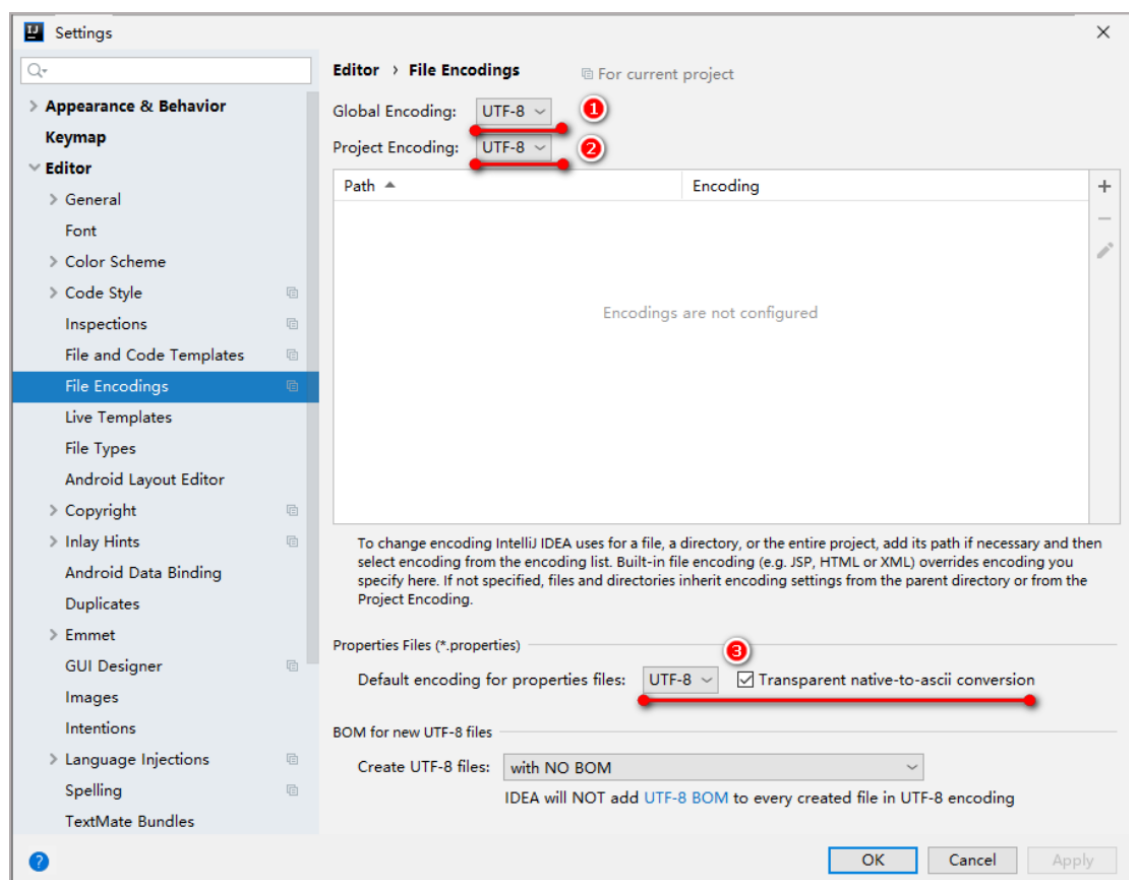 Settings
Editor › File Encodings For current project
Appearance & Behavior
Keymap
Editor
General
Font
Color Scheme
Code Style
Inspections
File and Code Templates
File Encodings
Live Templates
File Types
Android Layout Editor
Copyright
Inlay Hints
Android Data Binding
Duplicates
Emmet
GUI Designer
Images
Intentions
Language Injections
Spelling
TextMate Bundles
Global Encoding: UTF-8 1
Project Encoding: UTF-8 2
Path Encoding
Encodings are not configured
To change encoding IntelliJ IDEA uses for a file, a directory, or the entire project, add its path if necessary and then
select encoding from the encoding list. Built-in file encoding (e.g. JSP, HTML or XML) overrides encoding you
specify here. If not specified, files and directories inherit encoding settings from the parent directory or from the
Project Encoding.
Properties Files (*.properties)
3
Default encoding for properties files: UTF-8 Transparent native-to-ascii conversion
BOM for new UTF-8 files
Create UTF-8 files: with NO BOM
IDEA will NOT add UTF-8 BOM to every created file in UTF-8 encoding
? OK Cancel Apply